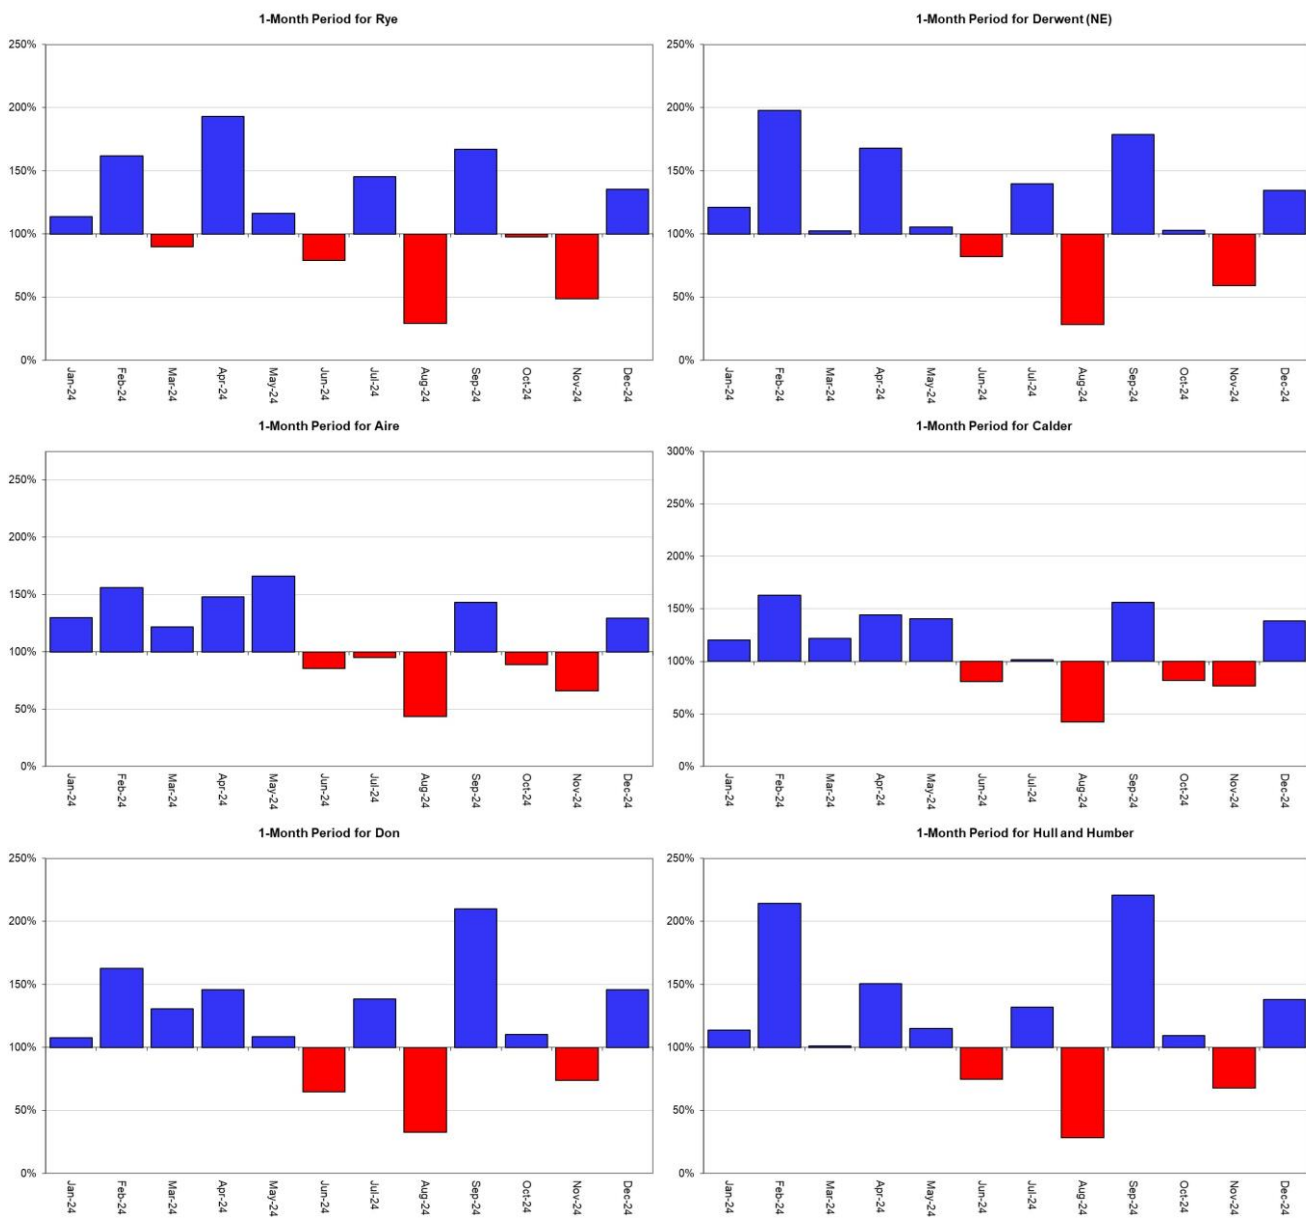 1-Month Period for Rye
250%
200%
150%
100%
50%
0%
Jan-24
Feb-24
Mar-24
Apr-24
May-24
Jun-24
Jul-24
Aug-24
Sep-24
Oct-24
Nov-24
Dec-24
1-Month Period for Derwent (NE)
250%
200%
150%
100%
50%
0%
Jan-24
Feb-24
Mar-24
Apr-24
May-24
Jun-24
Jul-24
Aug-24
Sep-24
Oct-24
Nov-24
Dec-24
1-Month Period for Aire
250%
200%
150%
100%
50%
0%
Jan-24
Feb-24
Mar-24
Apr-24
May-24
Jun-24
Jul-24
Aug-24
Sep-24
Oct-24
Nov-24
Dec-24
1-Month Period for Calder
300%
250%
200%
150%
100%
50%
0%
Jan-24
Feb-24
Mar-24
Apr-24
May-24
Jun-24
Jul-24
Aug-24
Sep-24
Oct-24
Nov-24
Dec-24
1-Month Period for Don
250%
200%
150%
100%
50%
0%
Jan-24
Feb-24
Mar-24
Apr-24
May-24
Jun-24
Jul-24
Aug-24
Sep-24
Oct-24
Nov-24
Dec-24
1-Month Period for Hull and Humber
250%
200%
150%
100%
50%
0%
Jan-24
Feb-24
Mar-24
Apr-24
May-24
Jun-24
Jul-24
Aug-24
Sep-24
Oct-24
Nov-24
Dec-24